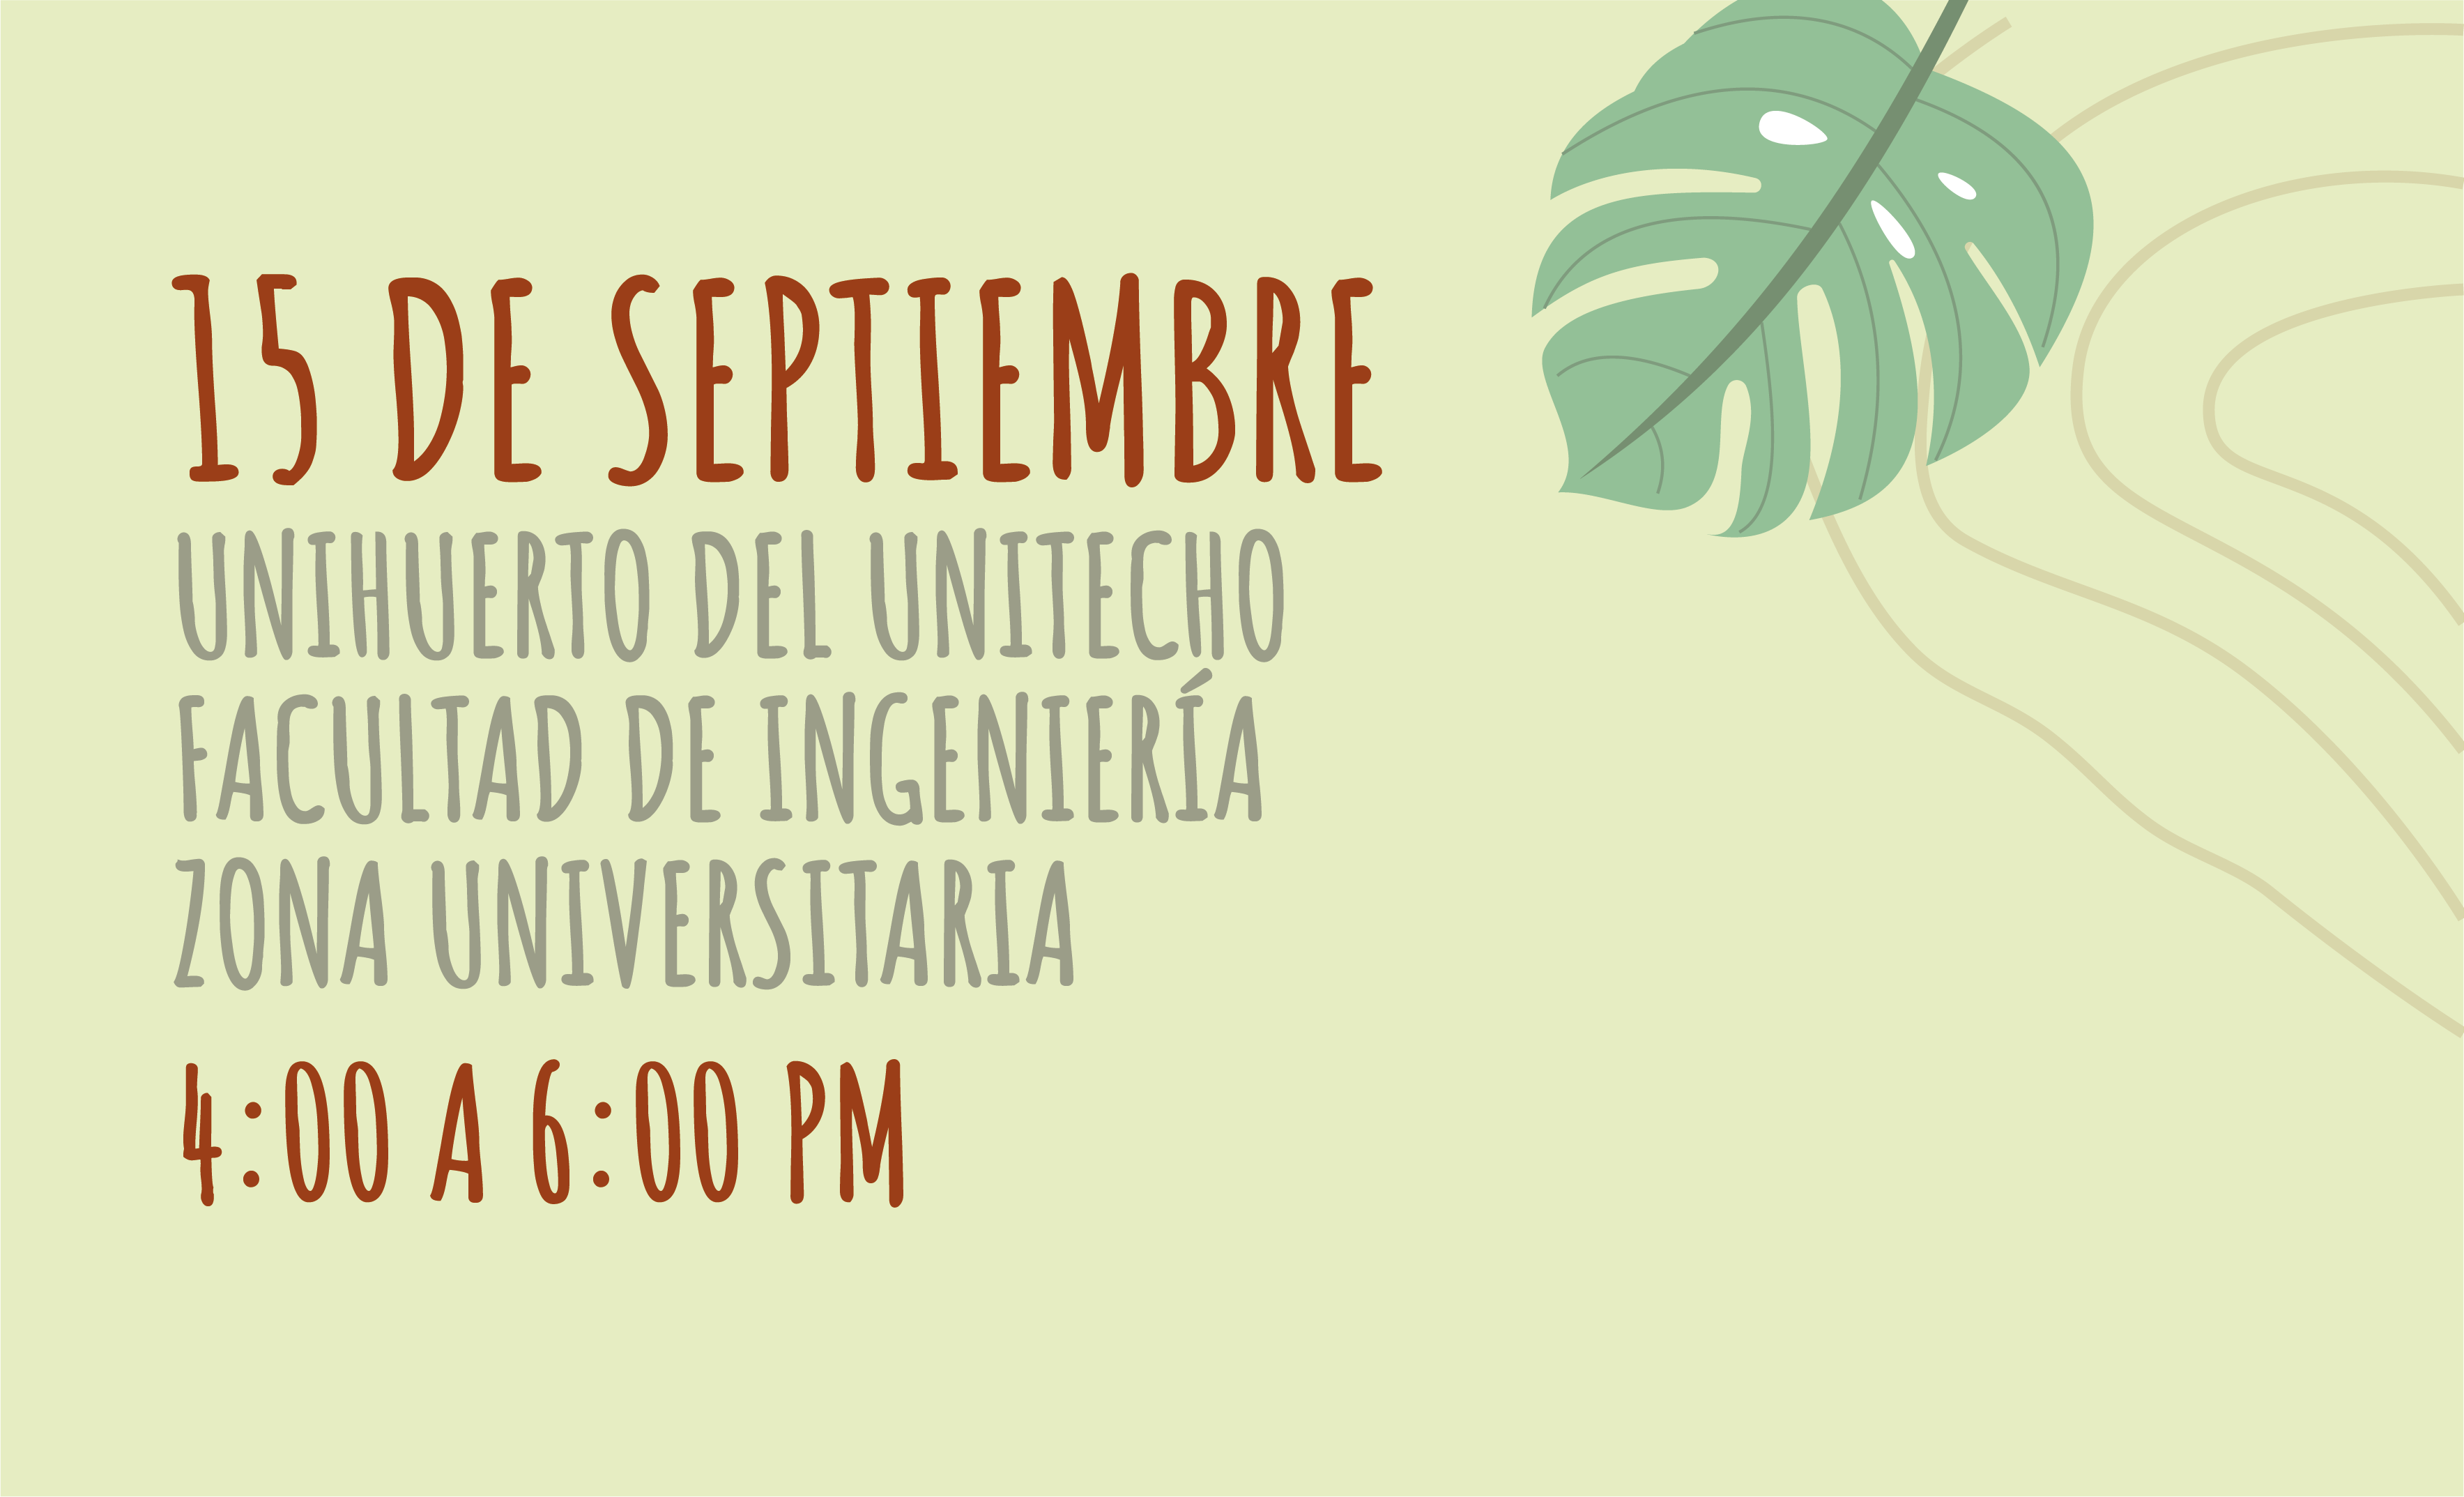 15 DE SEPTIEMBRE
UNIHUERTO DEL UNITECHO
FACULTAD DE INGENIERÍA
ZONA UNIVERSITARIA
4:00 A 6:00 PM